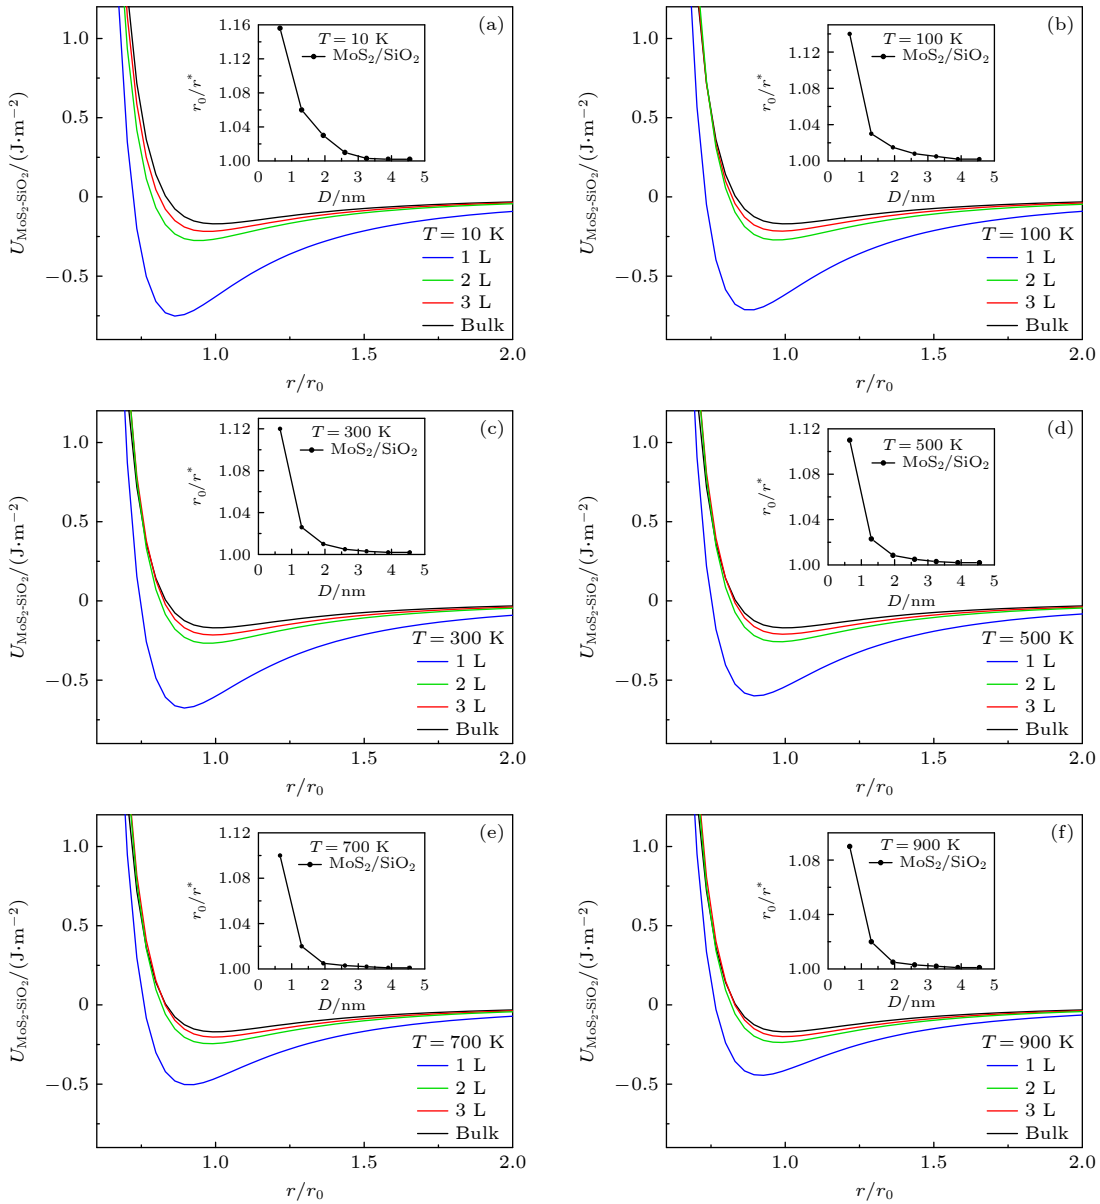 (a)
T = 10 K
MoS₂/SiO₂
r₀/r*
1.16
1.12
1.08
1.04
1.00
0 1 2 3 4 5
D/nm
U_MoS₂-SiO₂/(J·m⁻²)
1.0
0.5
0
−0.5
T = 10 K
1 L
2 L
3 L
Bulk
1.0 1.5 2.0
r/r₀
(b)
T = 100 K
MoS₂/SiO₂
r₀/r*
1.12
1.08
1.04
1.00
0 1 2 3 4 5
D/nm
U_MoS₂-SiO₂/(J·m⁻²)
1.0
0.5
0
−0.5
T = 100 K
1 L
2 L
3 L
Bulk
1.0 1.5 2.0
r/r₀
(c)
T = 300 K
MoS₂/SiO₂
r₀/r*
1.12
1.08
1.04
1.00
0 1 2 3 4 5
D/nm
U_MoS₂-SiO₂/(J·m⁻²)
1.0
0.5
0
−0.5
T = 300 K
1 L
2 L
3 L
Bulk
1.0 1.5 2.0
r/r₀
(d)
T = 500 K
MoS₂/SiO₂
r₀/r*
1.12
1.08
1.04
1.00
0 1 2 3 4 5
D/nm
U_MoS₂-SiO₂/(J·m⁻²)
1.0
0.5
0
−0.5
T = 500 K
1 L
2 L
3 L
Bulk
1.0 1.5 2.0
r/r₀
(e)
T = 700 K
MoS₂/SiO₂
r₀/r*
1.12
1.08
1.04
1.00
0 1 2 3 4 5
D/nm
U_MoS₂-SiO₂/(J·m⁻²)
1.0
0.5
0
−0.5
T = 700 K
1 L
2 L
3 L
Bulk
1.0 1.5 2.0
r/r₀
(f)
T = 900 K
MoS₂/SiO₂
r₀/r*
1.08
1.04
1.00
0 1 2 3 4 5
D/nm
U_MoS₂-SiO₂/(J·m⁻²)
1.0
0.5
0
−0.5
T = 900 K
1 L
2 L
3 L
Bulk
1.0 1.5 2.0
r/r₀